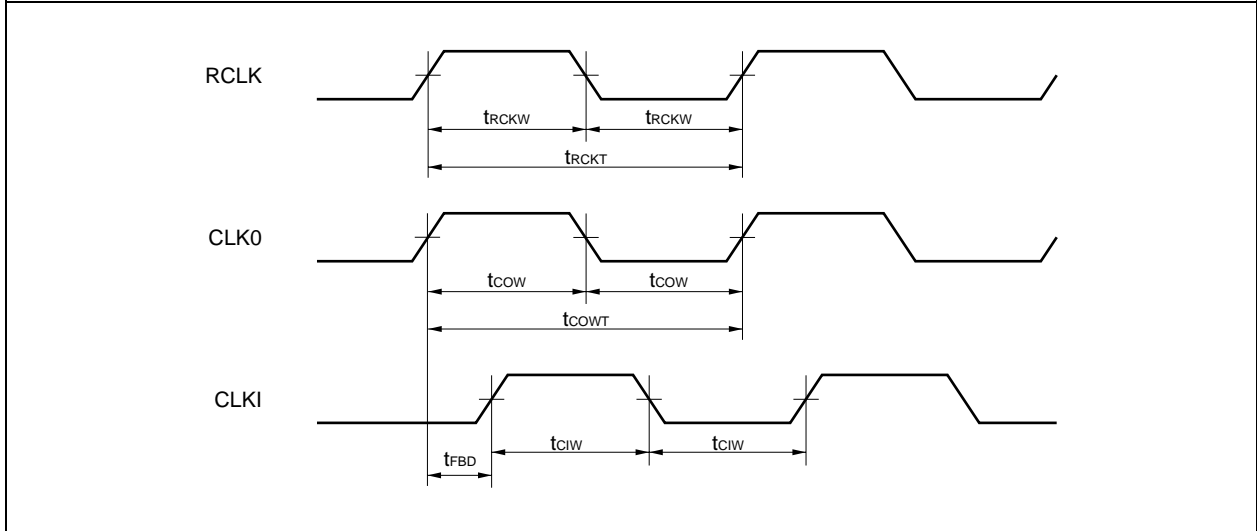 RCLK
tRCKW tRCKW
tRCKT
CLK0
tCOW tCOW
tCOWT
CLKI
tCIW tCIW
tFBD